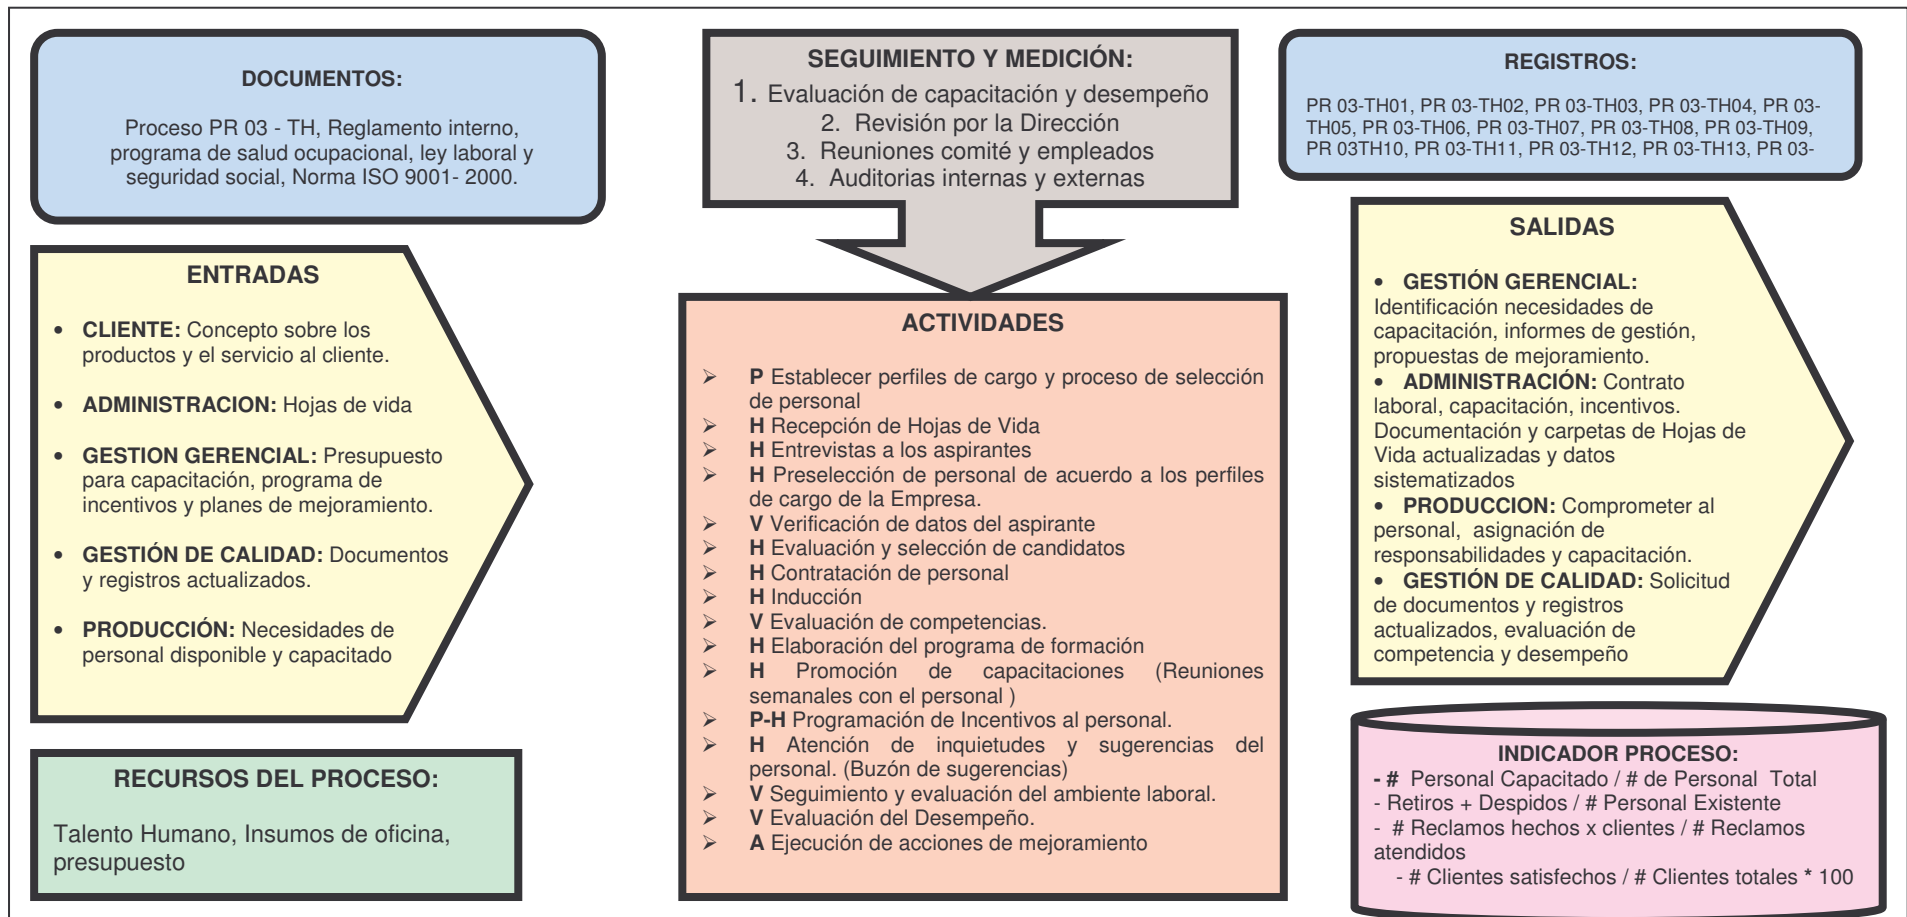 DOCUMENTOS:
Proceso PR 03 - TH, Reglamento interno,
programa de salud ocupacional, ley laboral y
seguridad social, Norma ISO 9001- 2000.
SEGUIMIENTO Y MEDICIÓN:
1. Evaluación de capacitación y desempeño
2. Revisión por la Dirección
3. Reuniones comité y empleados
4. Auditorias internas y externas
REGISTROS:
PR 03-TH01, PR 03-TH02, PR 03-TH03, PR 03-TH04, PR 03-
TH05, PR 03-TH06, PR 03-TH07, PR 03-TH08, PR 03-TH09,
PR 03TH10, PR 03-TH11, PR 03-TH12, PR 03-TH13, PR 03-
ENTRADAS
• CLIENTE: Concepto sobre los
productos y el servicio al cliente.
• ADMINISTRACION: Hojas de vida
• GESTION GERENCIAL: Presupuesto
para capacitación, programa de
incentivos y planes de mejoramiento.
• GESTIÓN DE CALIDAD: Documentos
y registros actualizados.
• PRODUCCIÓN: Necesidades de
personal disponible y capacitado
ACTIVIDADES
➢ P Establecer perfiles de cargo y proceso de selección
de personal
➢ H Recepción de Hojas de Vida
➢ H Entrevistas a los aspirantes
➢ H Preselección de personal de acuerdo a los perfiles
de cargo de la Empresa.
➢ V Verificación de datos del aspirante
➢ H Evaluación y selección de candidatos
➢ H Contratación de personal
➢ H Inducción
➢ V Evaluación de competencias.
➢ H Elaboración del programa de formación
➢ H Promoción de capacitaciones (Reuniones
semanales con el personal )
➢ P-H Programación de Incentivos al personal.
➢ H Atención de inquietudes y sugerencias del
personal. (Buzón de sugerencias)
➢ V Seguimiento y evaluación del ambiente laboral.
➢ V Evaluación del Desempeño.
➢ A Ejecución de acciones de mejoramiento
SALIDAS
• GESTIÓN GERENCIAL:
Identificación necesidades de
capacitación, informes de gestión,
propuestas de mejoramiento.
• ADMINISTRACIÓN: Contrato
laboral, capacitación, incentivos.
Documentación y carpetas de Hojas de
Vida actualizadas y datos
sistematizados
• PRODUCCION: Comprometer al
personal, asignación de
responsabilidades y capacitación.
• GESTIÓN DE CALIDAD: Solicitud
de documentos y registros
actualizados, evaluación de
competencia y desempeño
RECURSOS DEL PROCESO:
Talento Humano, Insumos de oficina,
presupuesto
INDICADOR PROCESO:
- # Personal Capacitado / # de Personal Total
- Retiros + Despidos / # Personal Existente
- # Reclamos hechos x clientes / # Reclamos
atendidos
- # Clientes satisfechos / # Clientes totales * 100